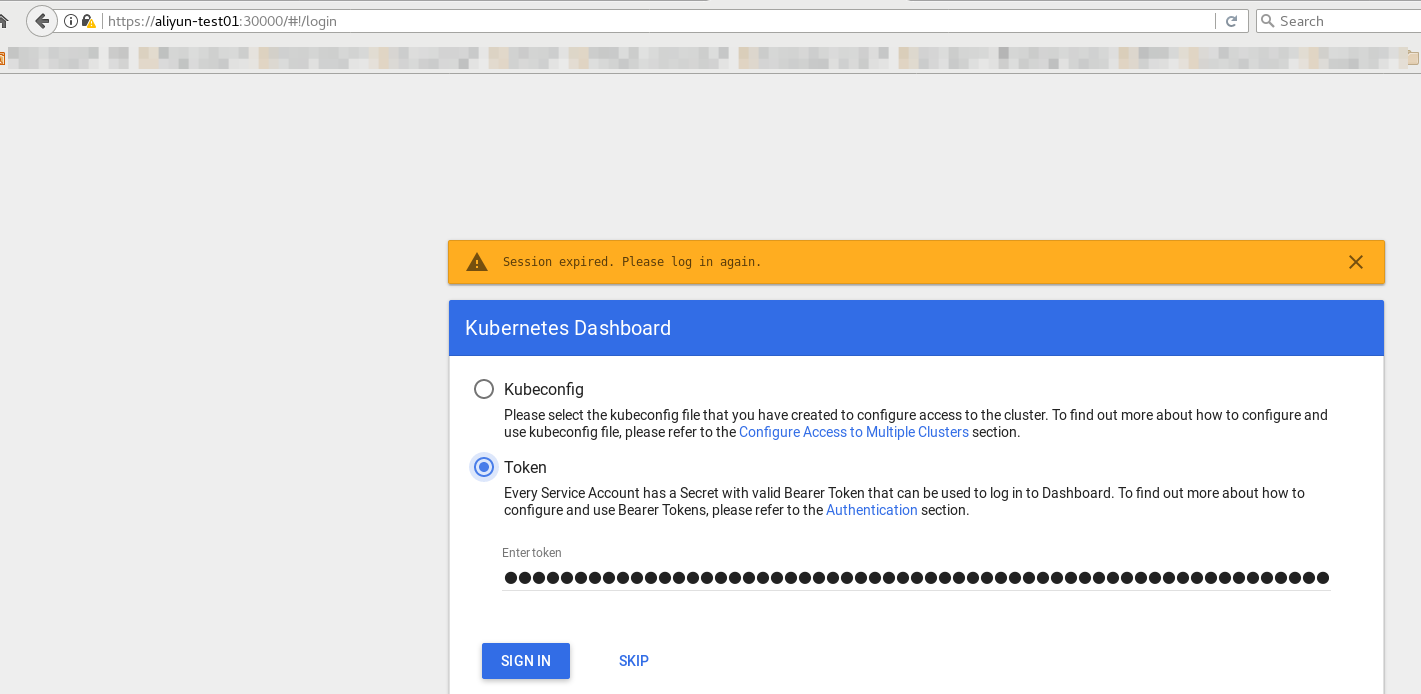 https://aliyun-test01:30000/#!/login
Search
Session expired. Please log in again.
Kubernetes Dashboard
Kubeconfig
Please select the kubeconfig file that you have created to configure access to the cluster. To find out more about how to configure and
use kubeconfig file, please refer to the Configure Access to Multiple Clusters section.
Token
Every Service Account has a Secret with valid Bearer Token that can be used to log in to Dashboard. To find out more about how to
configure and use Bearer Tokens, please refer to the Authentication section.
Enter token
SIGN IN
SKIP